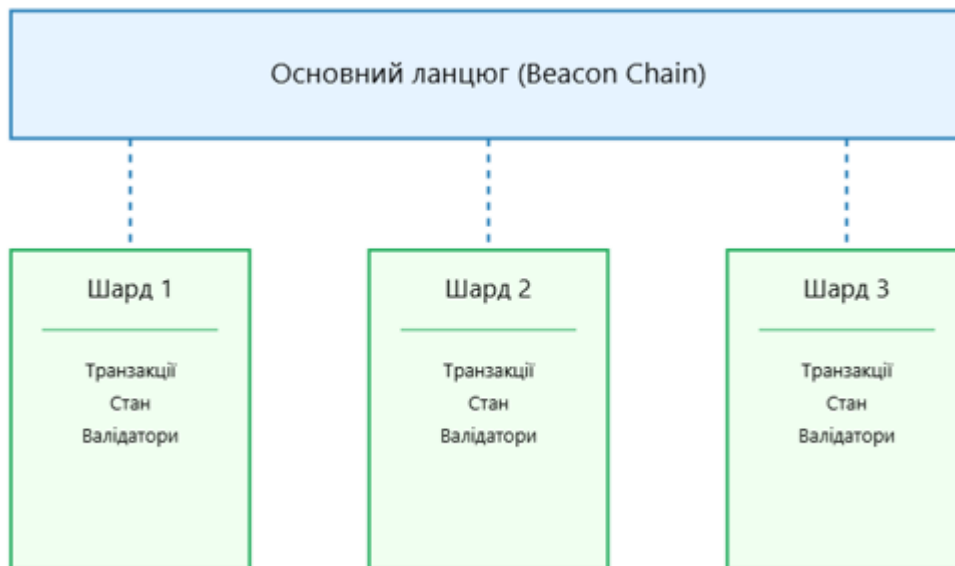 Основний ланцюг (Beacon Chain)
Шард 1
Транзакції
Стан
Валідатори
Шард 2
Транзакції
Стан
Валідатори
Шард 3
Транзакції
Стан
Валідатори